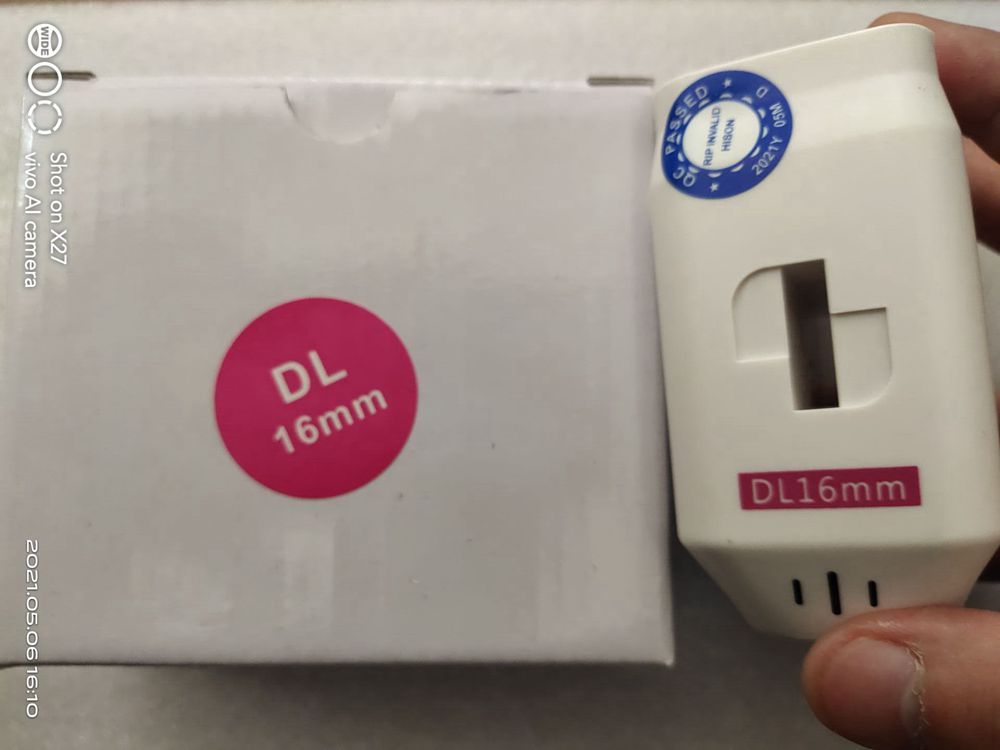 WIDE
Shot on X27
vivo AI camera
2021.05.06 16:10
DL
16mm
QC PASSED
RIP INVALID
HISON
2021Y 05M D
DL16mm